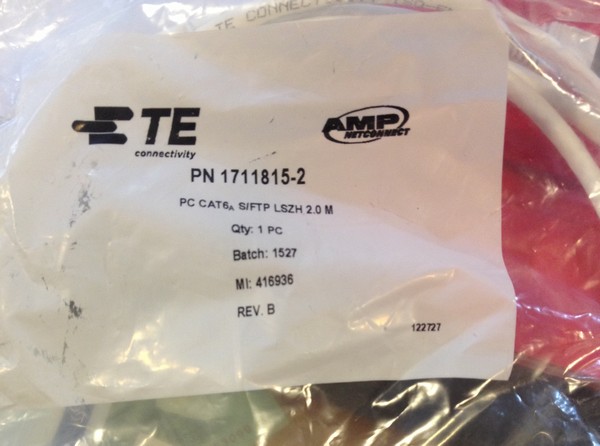 TE CONNECT
TE
connectivity
AMP
NETCONNECT
PN 1711815-2
PC CAT6A S/FTP LSZH 2.0 M
Qty: 1 PC
Batch: 1527
MI: 416936
REV. B
122727